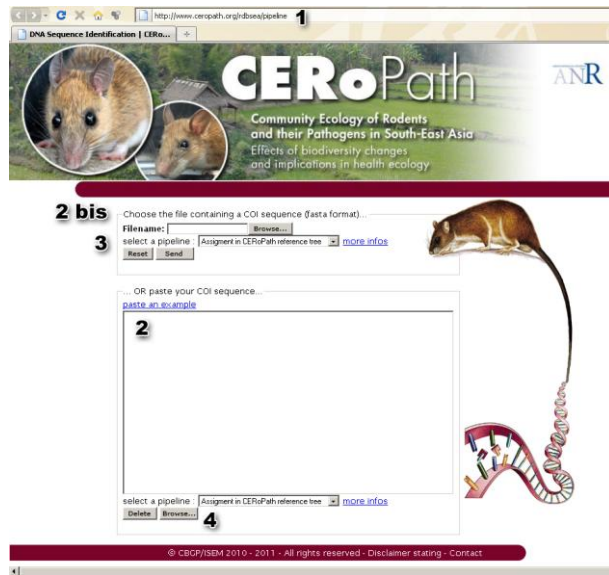 http://www.ceropath.org/rdbsea/pipeline 1
DNA Sequence Identification | CERo...
CERoPath
ANR
Community Ecology of Rodents
and their Pathogens in South-East Asia
Effects of biodiversity changes
and implications in health ecology
2 bis
Choose the file containing a COI sequence (fasta format)...
Filename: Browse...
3
select a pipeline : Assigment in CERoPath reference tree more infos
Reset Send
... OR paste your COI sequence...
paste an example
2
select a pipeline : Assigment in CERoPath reference tree more infos
Delete Browse... 4
© CBGP/ISEM 2010 - 2011 - All rights reserved - Disclaimer stating - Contact